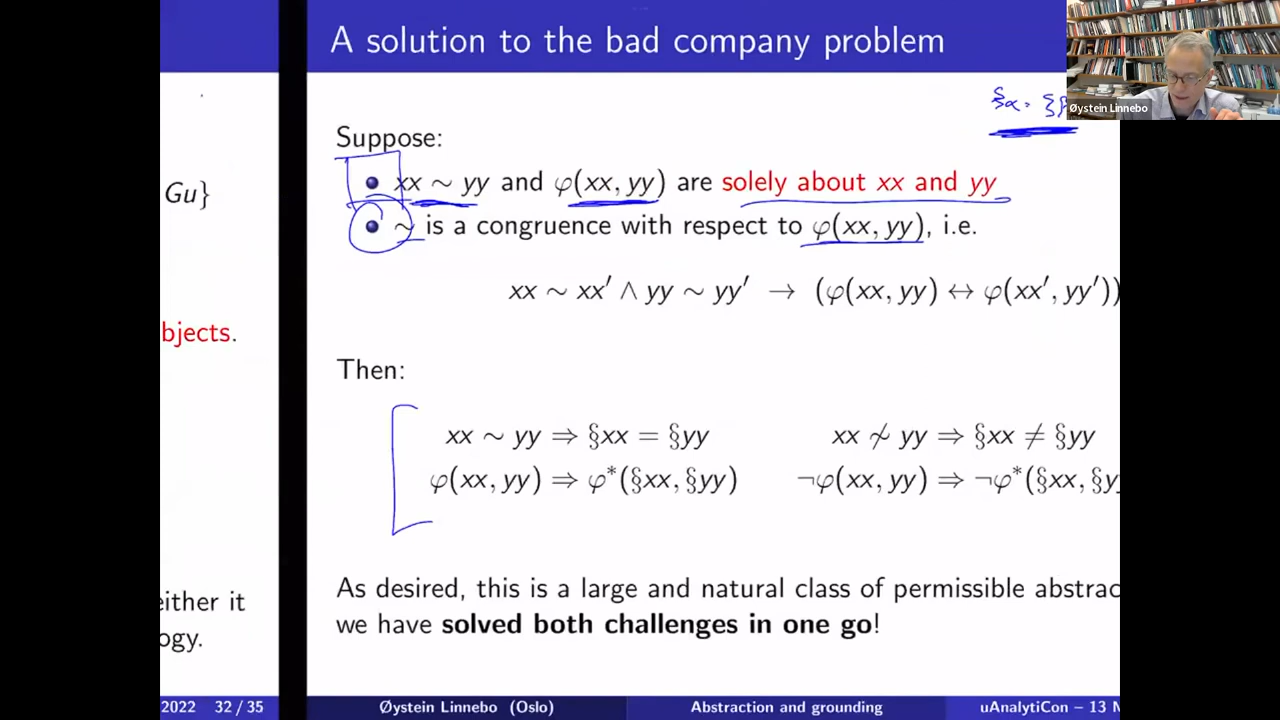 Gu}
bjects.
either it
ogy.
2022 32 / 35
A solution to the bad company problem
§α = §
Øystein Linnebo
Suppose:
xx ∼ yy and φ(xx, yy) are solely about xx and yy
∼ is a congruence with respect to φ(xx, yy), i.e.
xx ∼ xx′ ∧ yy ∼ yy′ → (φ(xx, yy) ↔ φ(xx′, yy′))
Then:
xx ∼ yy ⇒ §xx = §yy xx ≁ yy ⇒ §xx ≠ §yy
φ(xx, yy) ⇒ φ*(§xx, §yy) ¬φ(xx, yy) ⇒ ¬φ*(§xx, §y
As desired, this is a large and natural class of permissible abstrac
we have solved both challenges in one go!
Øystein Linnebo (Oslo) Abstraction and grounding uAnalytiCon – 13 M